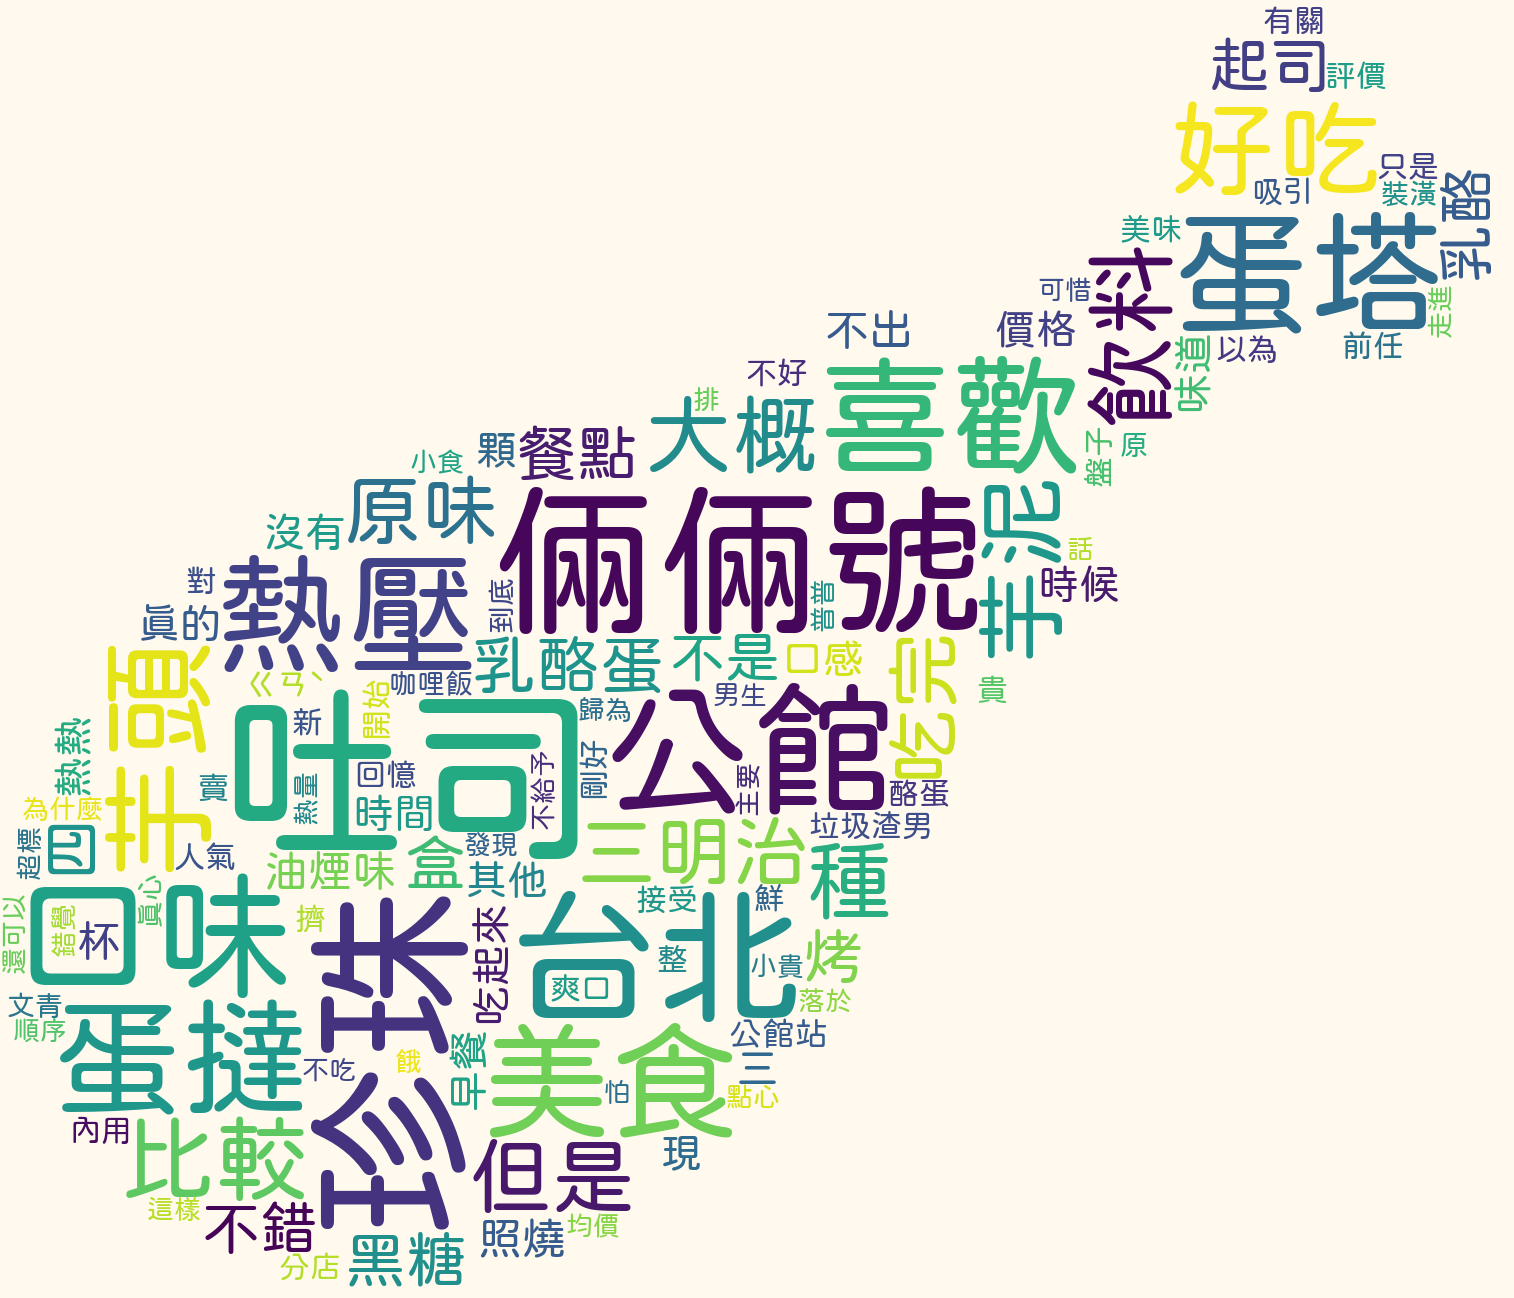 有關
起司
評價
好吃
只是
吸引
裝潢
乳酪
美味
蛋塔
飲料
可惜
走進
不出
價格
前任
以為
味道
不好
喜歡
排
大概
顆
餐點
盤子
原
小食
原味
倆倆號
芋泥
沒有
話
熱壓
對
時候
到底
普普
真的
乳酪蛋
不是
口感
吃完
芋頭
ㄍㄢˋ
咖哩飯
開始
男生
貴
吐司
歸為
公館
新
熱熱
回憶
剛好
不給予
主要
賣
熱量
酪蛋
為什麼
時間
垃圾渣男
超標
四
人氣
發現
盒
三明治
種
油煙味
其他
回味
真心
接受
鮮
還可以
錯覺
杯
擠
珍珠
吃起來
台北
烤
整
小貴
爽口
文青
落於
順序
蛋撻
公館站
早餐
美食
不吃
餓
三
怕
點心
內用
比較
現
但是
這樣
不錯
照燒
均價
黑糖
分店